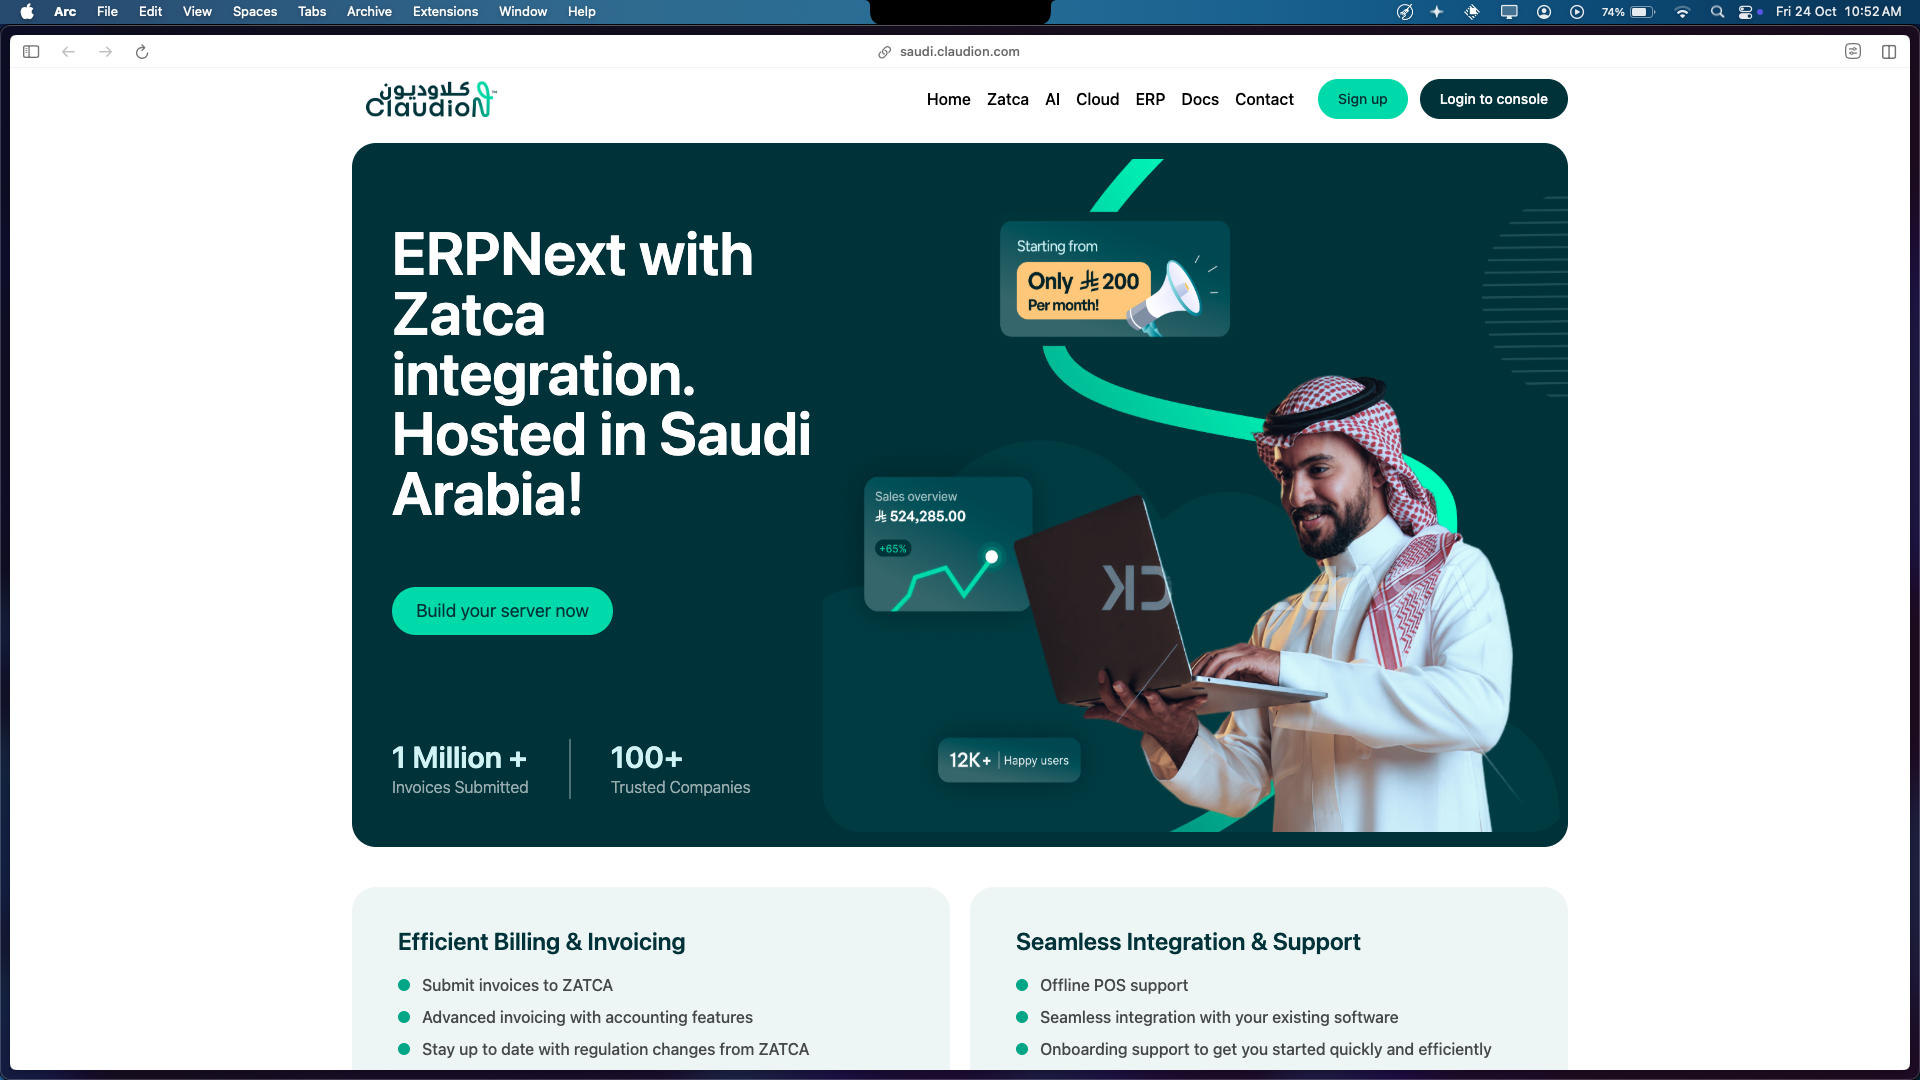 Arc File Edit View Spaces Tabs Archive Extensions Window Help
74% Fri 24 Oct 10:52 AM
saudi.claudion.com
كلاوديون ™
Claudion
Home Zatca AI Cloud ERP Docs Contact Sign up Login to console
ERPNext with
Zatca
integration.
Hosted in Saudi
Arabia!
Build your server now
1 Million +
Invoices Submitted
100+
Trusted Companies
Starting from
Only 200
Per month!
Sales overview
524,285.00
+65%
12K+ Happy users
Efficient Billing & Invoicing
Submit invoices to ZATCA
Advanced invoicing with accounting features
Stay up to date with regulation changes from ZATCA
Seamless Integration & Support
Offline POS support
Seamless integration with your existing software
Onboarding support to get you started quickly and efficiently